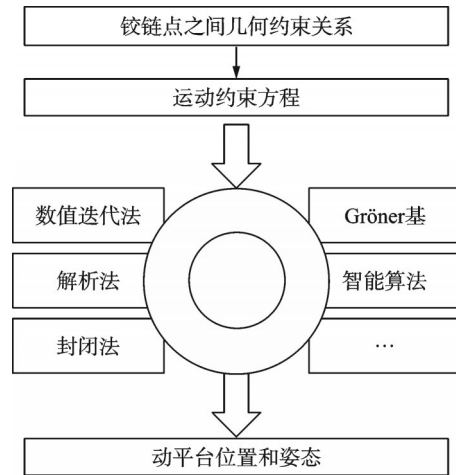 铰链点之间几何约束关系
运动约束方程
数值迭代法
Gröner基
解析法
智能算法
封闭法
…
动平台位置和姿态